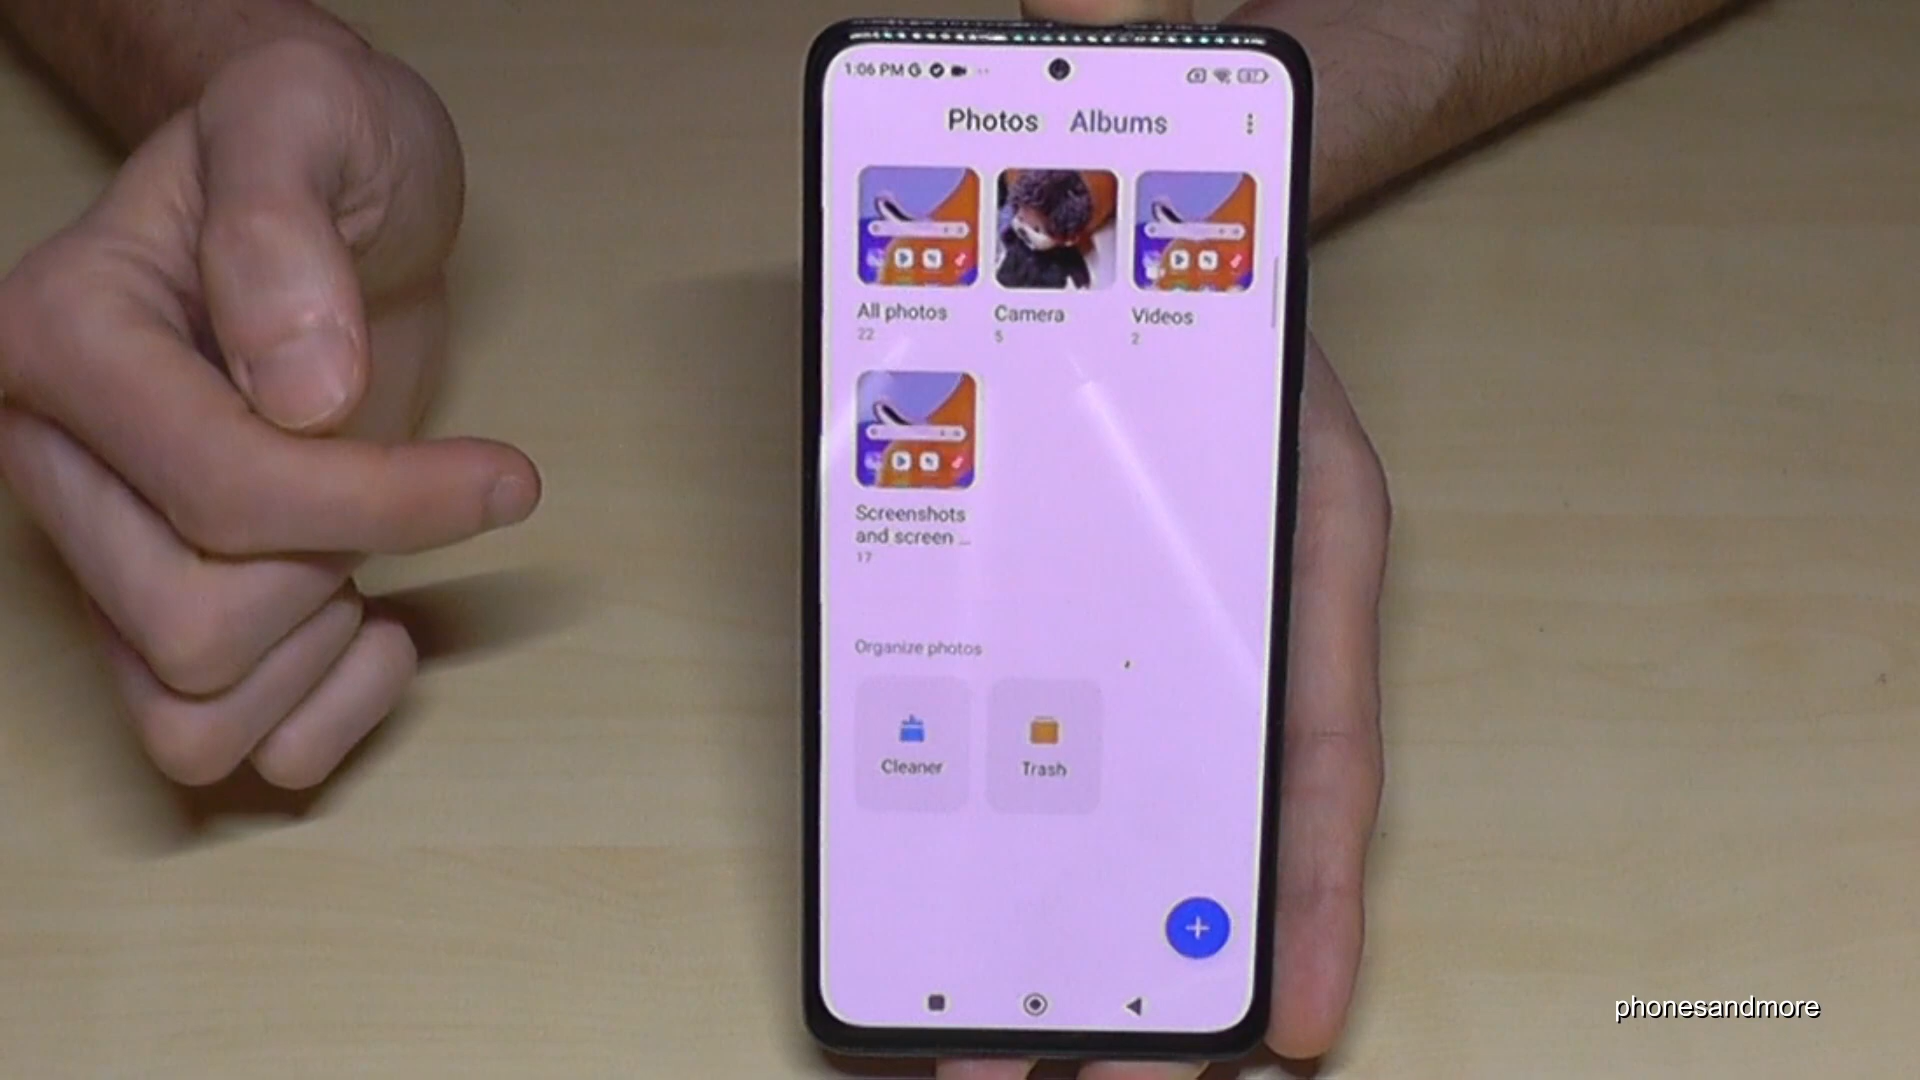 1:06 PM
Photos Albums
All photos
22
Camera
5
Videos
2
Screenshots
and screen ...
17
Organize photos
Cleaner
Trash
phonesandmore